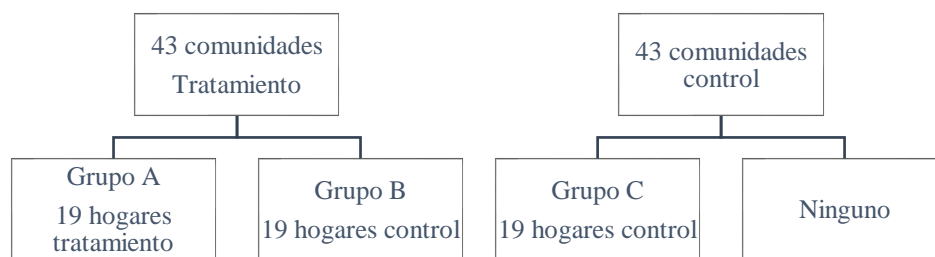 43 comunidades
Tratamiento
43 comunidades
control
Grupo A
19 hogares
tratamiento
Grupo B
19 hogares control
Grupo C
19 hogares control
Ninguno